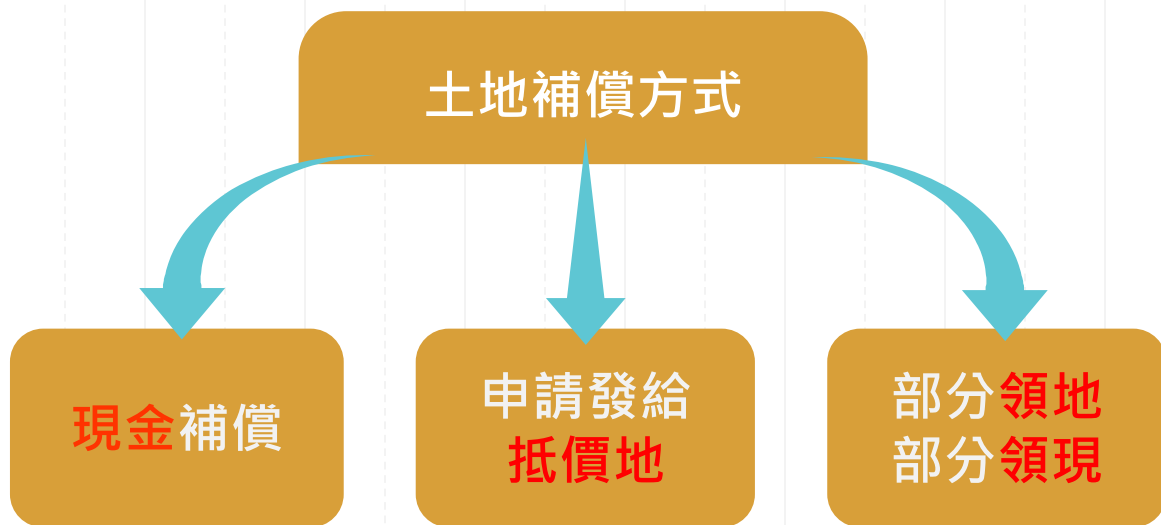 土地補償方式
現金補償
申請發給
抵價地
部分領地
部分領現